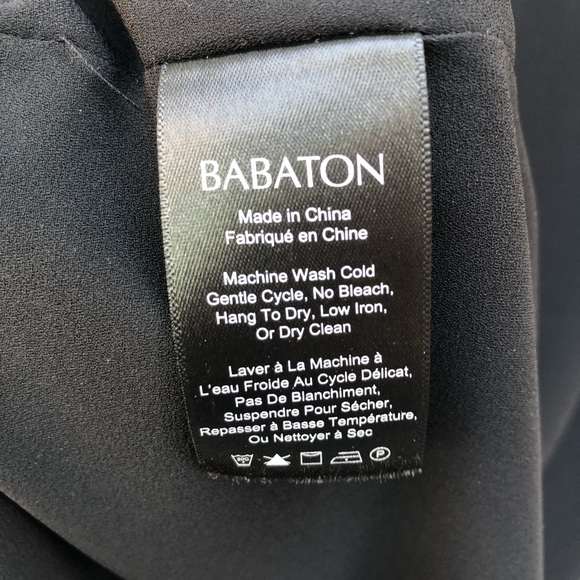 BABATON
Made in China
Fabriqué en Chine
Machine Wash Cold
Gentle Cycle, No Bleach,
Hang To Dry, Low Iron,
Or Dry Clean
Laver à La Machine à
L'eau Froide Au Cycle Délicat,
Pas De Blanchiment,
Suspendre Pour Sécher,
Repasser à Basse Température,
Ou Nettoyer à Sec
P